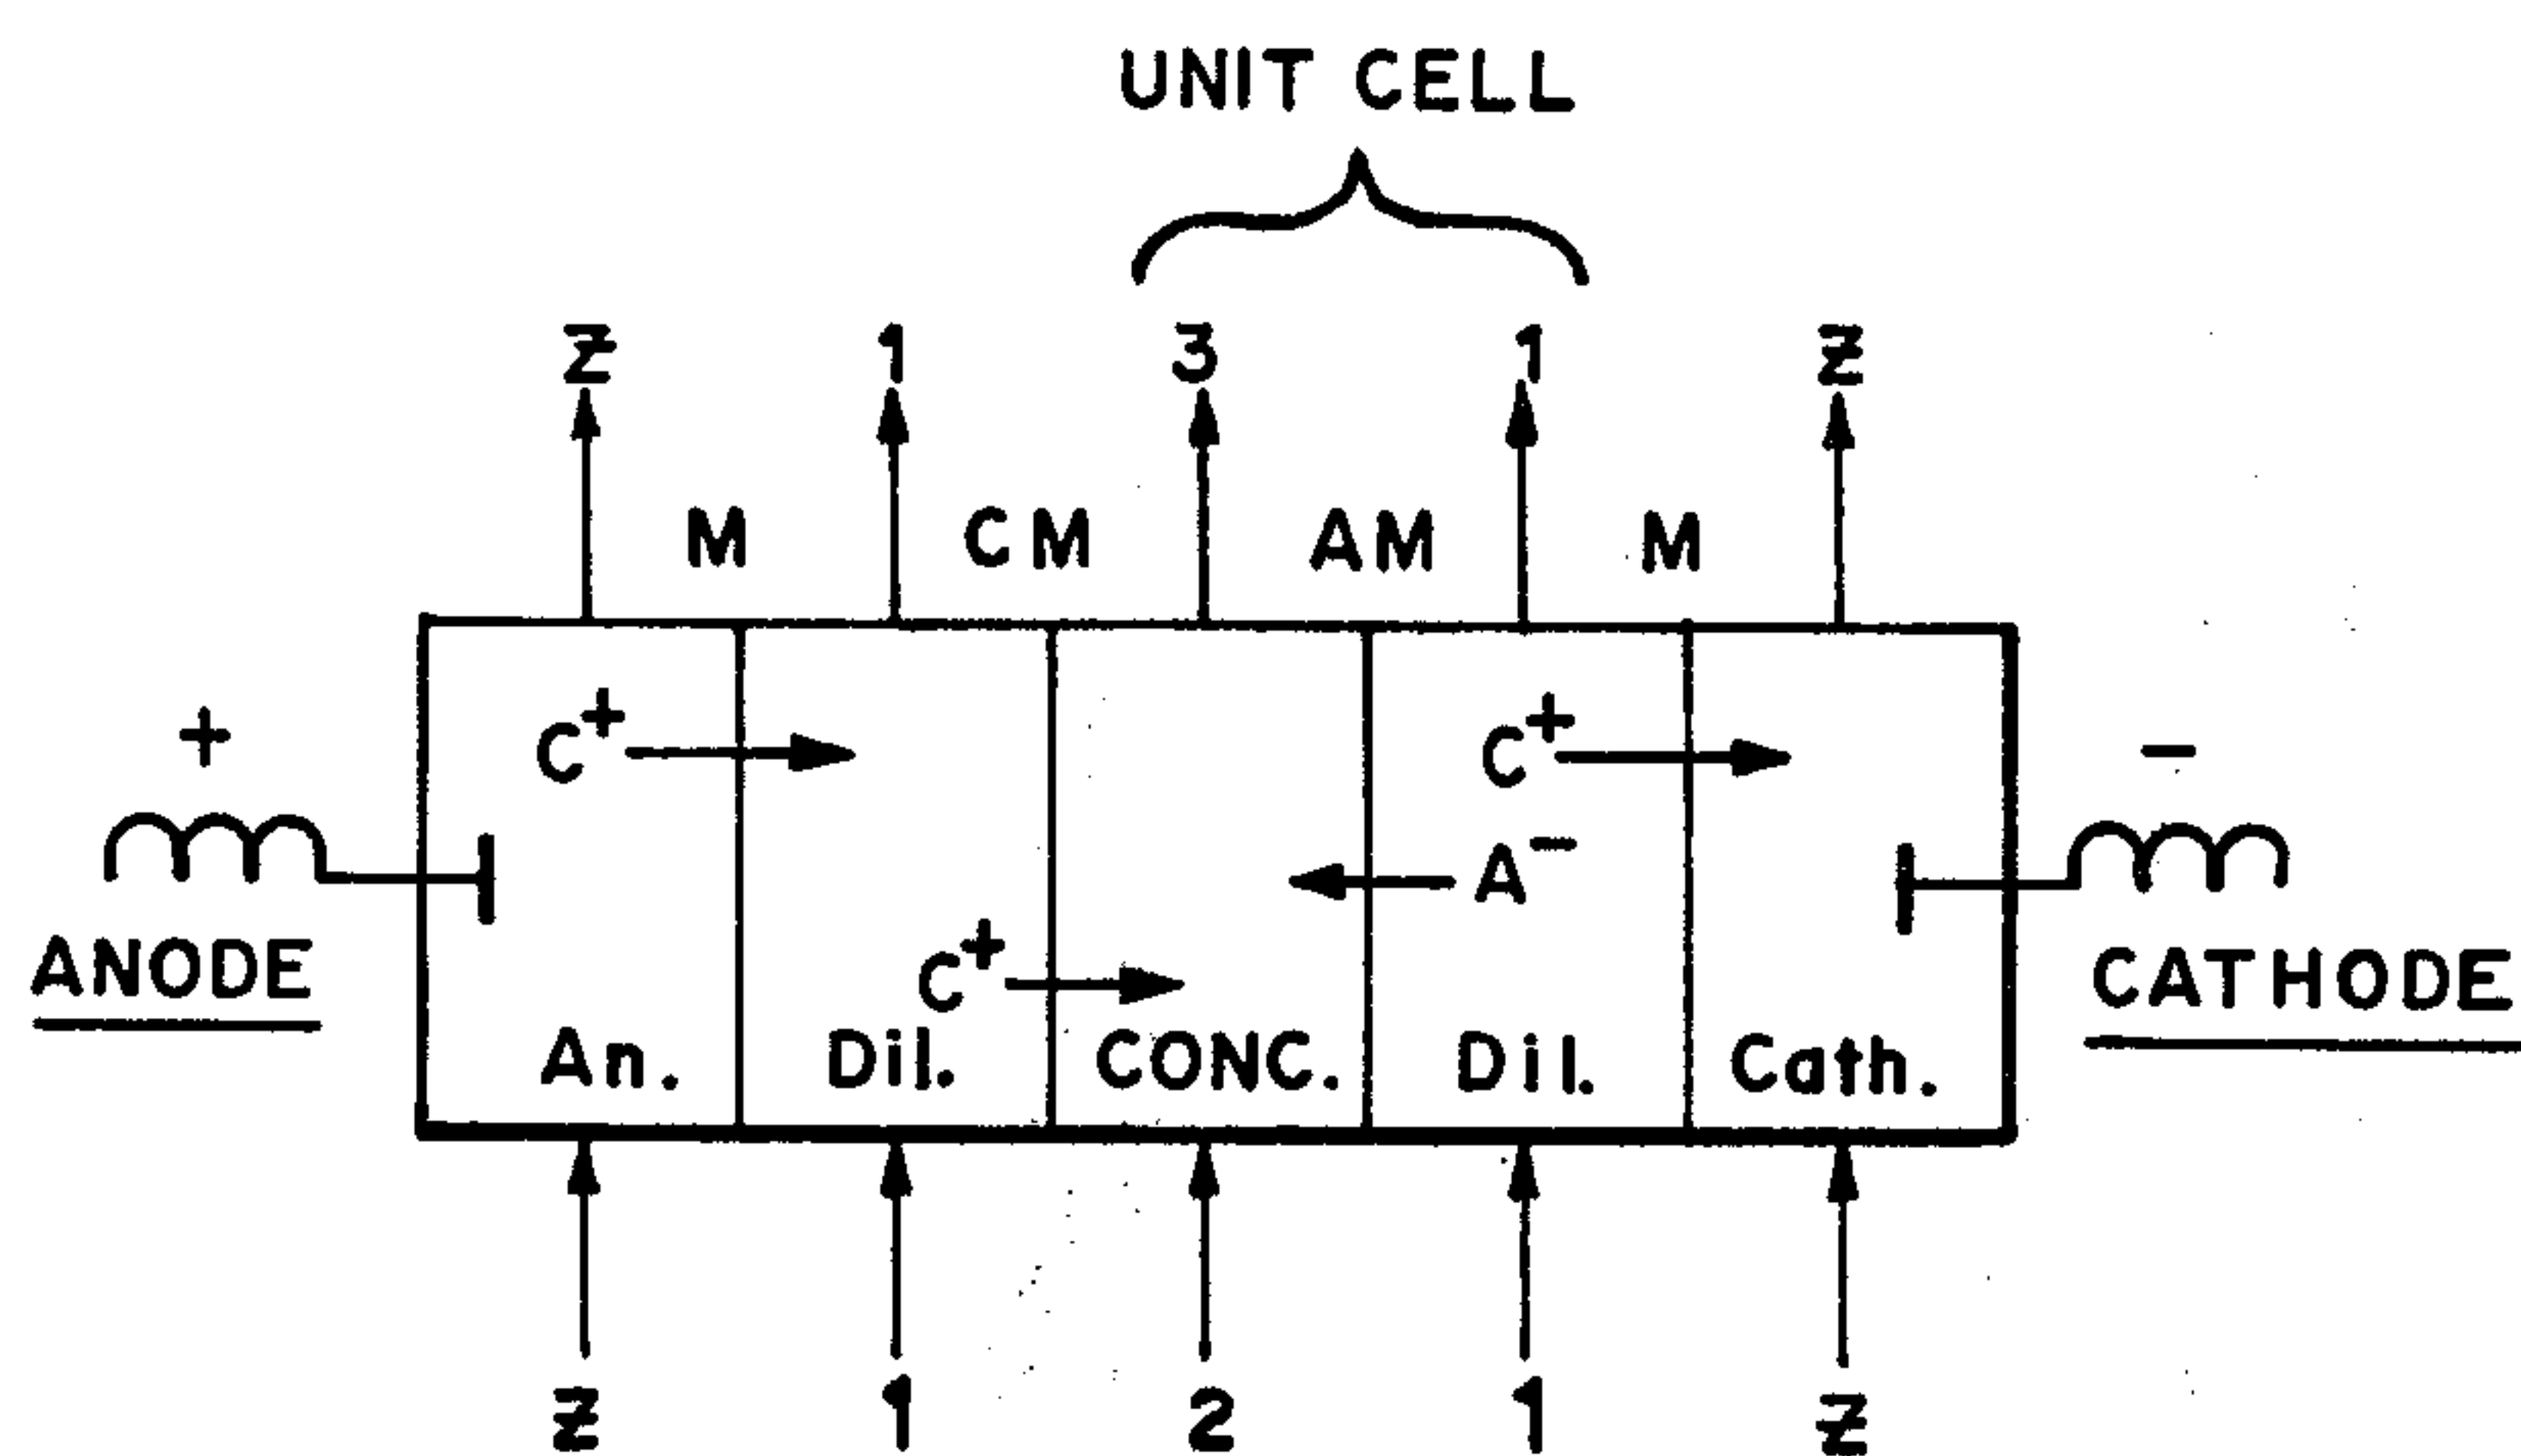 UNIT CELL
Z 1 3 1 Z
M CM AM M
+ C⁺ C⁺ −
A⁻
ANODE C⁺ CATHODE
An. Dil. CONC. Dil. Cath.
Z 1 2 1 Z